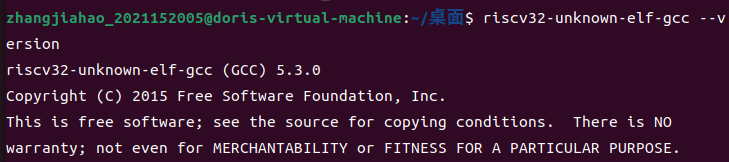 zhangjiahao_2021152005@doris-virtual-machine:~/桌面$ riscv32-unknown-elf-gcc --v
ersion
riscv32-unknown-elf-gcc (GCC) 5.3.0
Copyright (C) 2015 Free Software Foundation, Inc.
This is free software; see the source for copying conditions.  There is NO
warranty; not even for MERCHANTABILITY or FITNESS FOR A PARTICULAR PURPOSE.